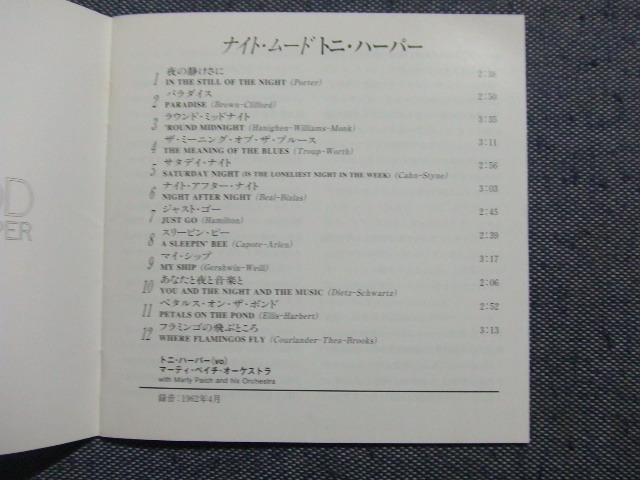 OD
PER
ナイト・ムード トニ・ハーパー
夜の静けさに
1 IN THE STILL OF THE NIGHT (Porter) 2:38
パラダイス
2 PARADISE (Brown-Clifford) 2:50
ラウンド・ミッドナイト
3 'ROUND MIDNIGHT (Hanighen-Williams-Monk) 3:35
ザ・ミーニング・オブ・ザ・ブルース
4 THE MEANING OF THE BLUES (Troup-Worth) 3:11
サタデイ・ナイト
5 SATURDAY NIGHT (IS THE LONELIEST NIGHT IN THE WEEK) (Cahn-Styne) 2:56
ナイト・アフター・ナイト
6 NIGHT AFTER NIGHT (Beal-Bialas) 3:03
ジャスト・ゴー
7 JUST GO (Hamilton) 2:45
スリーピン・ビー
8 A SLEEPIN' BEE (Capote-Arlen) 2:39
マイ・シップ
9 MY SHIP (Gershwin-Weill) 3:17
あなたと夜と音楽と
10 YOU AND THE NIGHT AND THE MUSIC (Dietz-Schwartz) 2:06
ペタルス・オン・ザ・ポンド
11 PETALS ON THE POND (Ellis-Harbert) 2:52
フラミンゴの飛ぶところ
12 WHERE FLAMINGOS FLY (Courlander-Thea-Brooks) 3:13
トニ・ハーパー(vo)
マーティ・ペイチ・オーケストラ
with Marty Paich and his Orchestra
録音:1962年4月